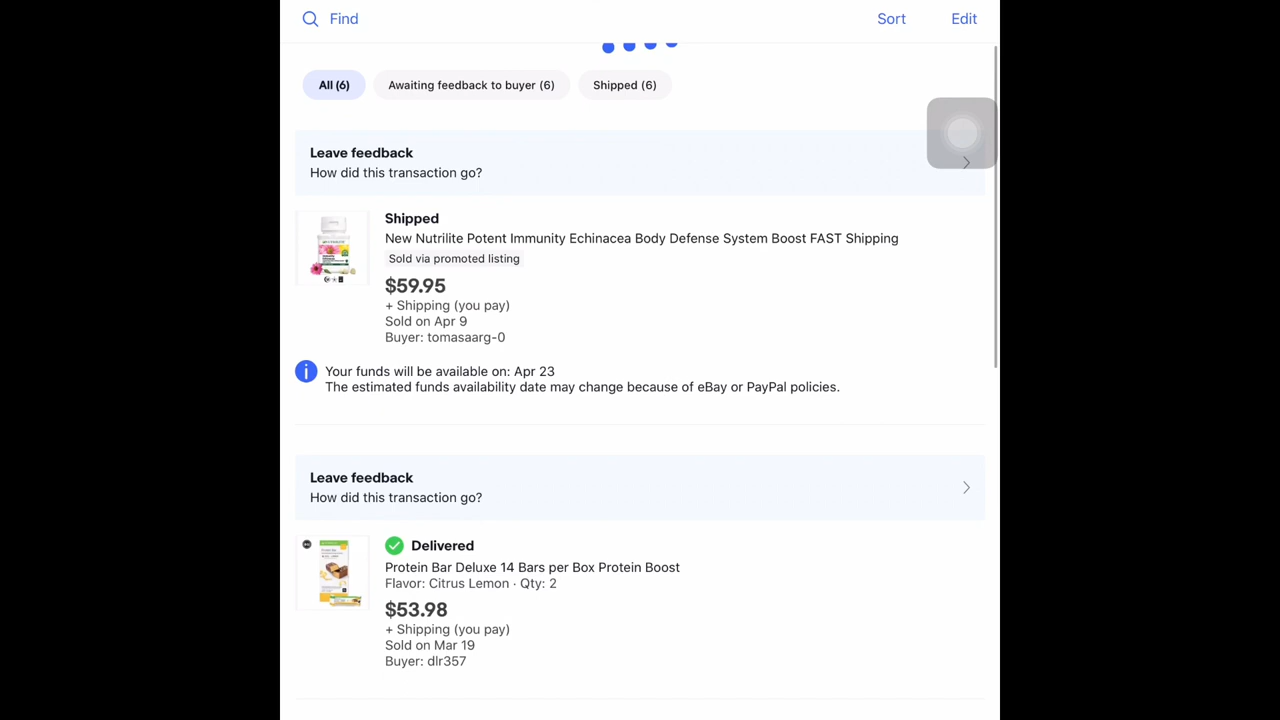 Find
Sort
Edit
All (6)
Awaiting feedback to buyer (6)
Shipped (6)
Leave feedback
How did this transaction go?
Shipped
New Nutrilite Potent Immunity Echinacea Body Defense System Boost FAST Shipping
Sold via promoted listing
$59.95
+ Shipping (you pay)
Sold on Apr 9
Buyer: tomasaarg-0
Your funds will be available on: Apr 23
The estimated funds availability date may change because of eBay or PayPal policies.
Leave feedback
How did this transaction go?
Delivered
Protein Bar Deluxe 14 Bars per Box Protein Boost
Flavor: Citrus Lemon · Qty: 2
$53.98
+ Shipping (you pay)
Sold on Mar 19
Buyer: dlr357